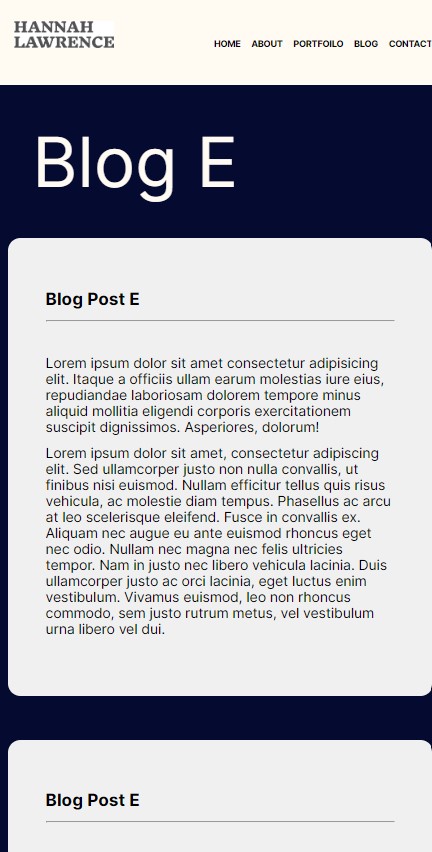 HANNAH
LAWRENCE
HOME ABOUT PORTFOILO BLOG CONTACT
Blog E
Blog Post E
Lorem ipsum dolor sit amet consectetur adipisicing
elit. Itaque a officiis ullam earum molestias iure eius,
repudiandae laboriosam dolorem tempore minus
aliquid mollitia eligendi corporis exercitationem
suscipit dignissimos. Asperiores, dolorum!
Lorem ipsum dolor sit amet, consectetur adipiscing
elit. Sed ullamcorper justo non nulla convallis, ut
finibus nisi euismod. Nullam efficitur tellus quis risus
vehicula, ac molestie diam tempus. Phasellus ac arcu
at leo scelerisque eleifend. Fusce in convallis ex.
Aliquam nec augue eu ante euismod rhoncus eget
nec odio. Nullam nec magna nec felis ultricies
tempor. Nam in justo nec libero vehicula lacinia. Duis
ullamcorper justo ac orci lacinia, eget luctus enim
vestibulum. Vivamus euismod, leo non rhoncus
commodo, sem justo rutrum metus, vel vestibulum
urna libero vel dui.
Blog Post E